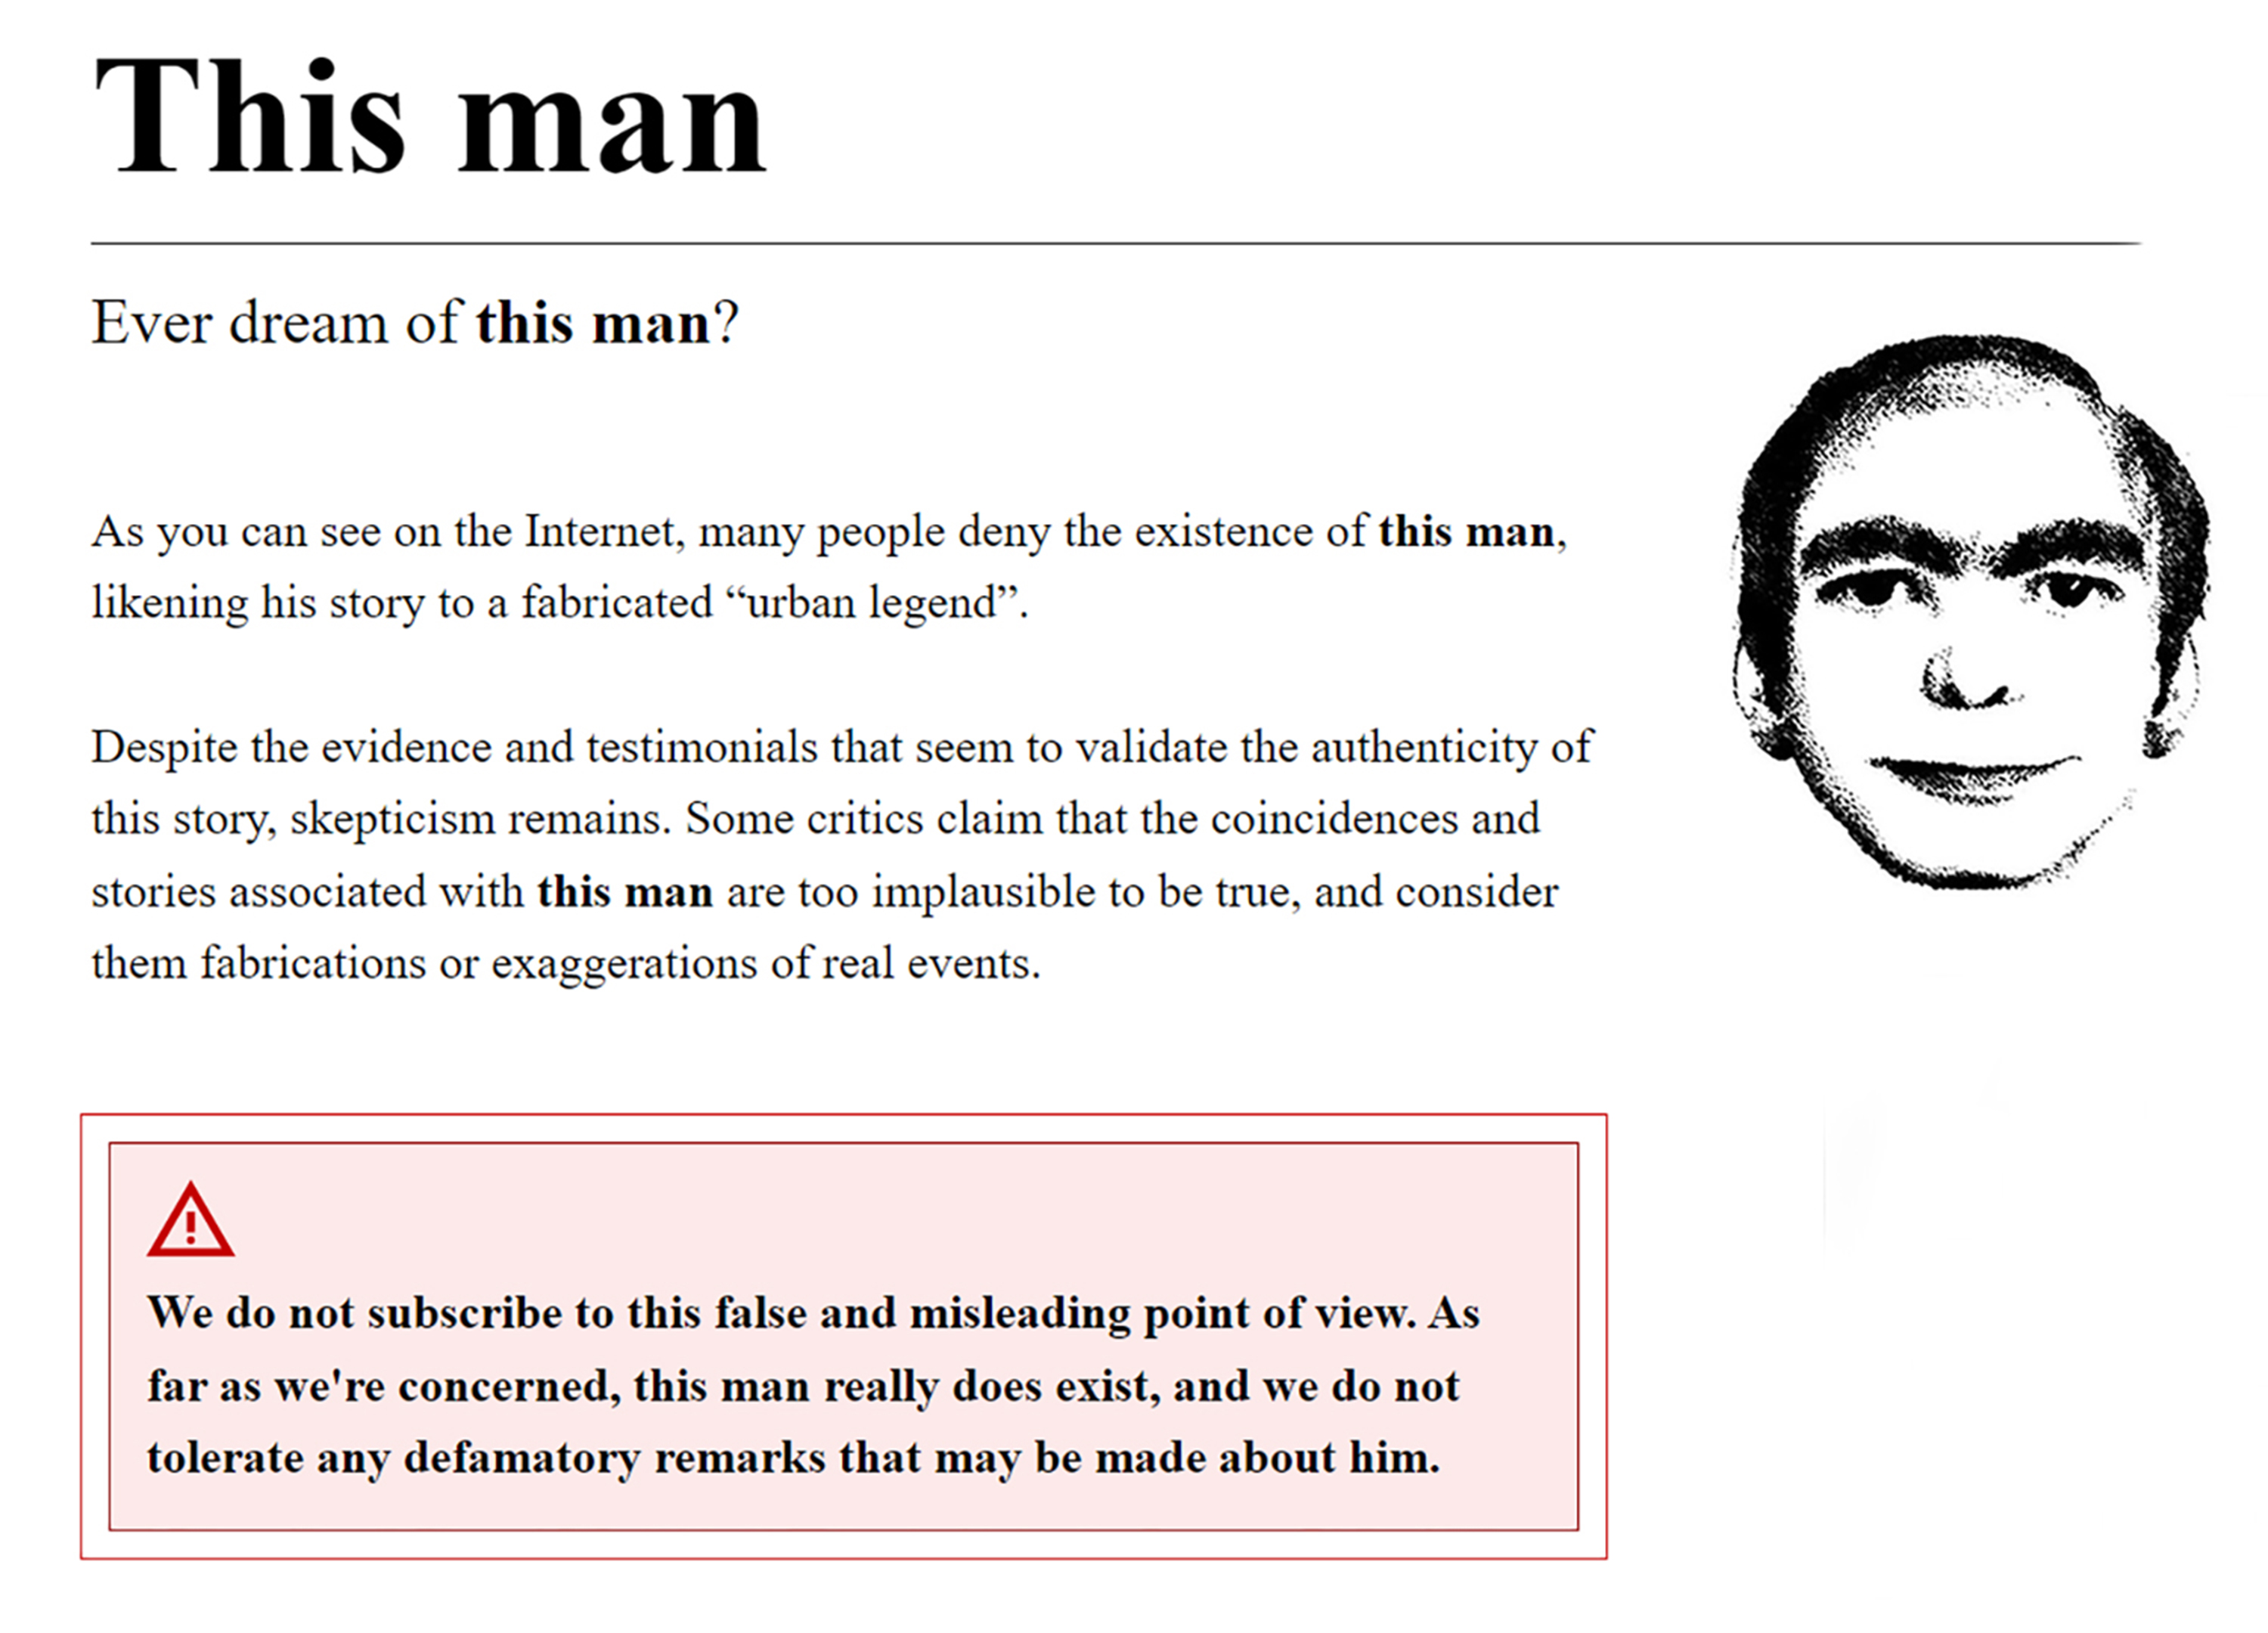 This man
Ever dream of this man?
As you can see on the Internet, many people deny the existence of this man,
likening his story to a fabricated “urban legend”.
Despite the evidence and testimonials that seem to validate the authenticity of
this story, skepticism remains. Some critics claim that the coincidences and
stories associated with this man are too implausible to be true, and consider
them fabrications or exaggerations of real events.
We do not subscribe to this false and misleading point of view. As
far as we're concerned, this man really does exist, and we do not
tolerate any defamatory remarks that may be made about him.